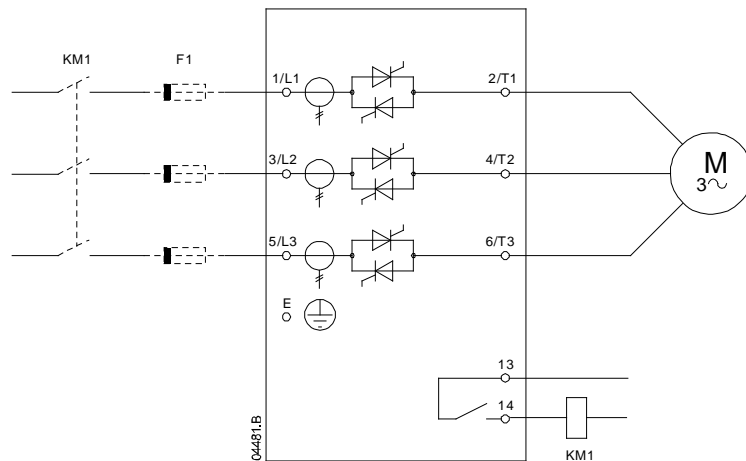 KM1
F1
1/L1
2/T1
3/L2
4/T2
M
3~
5/L3
6/T3
E
13
14
KM1
04481.B